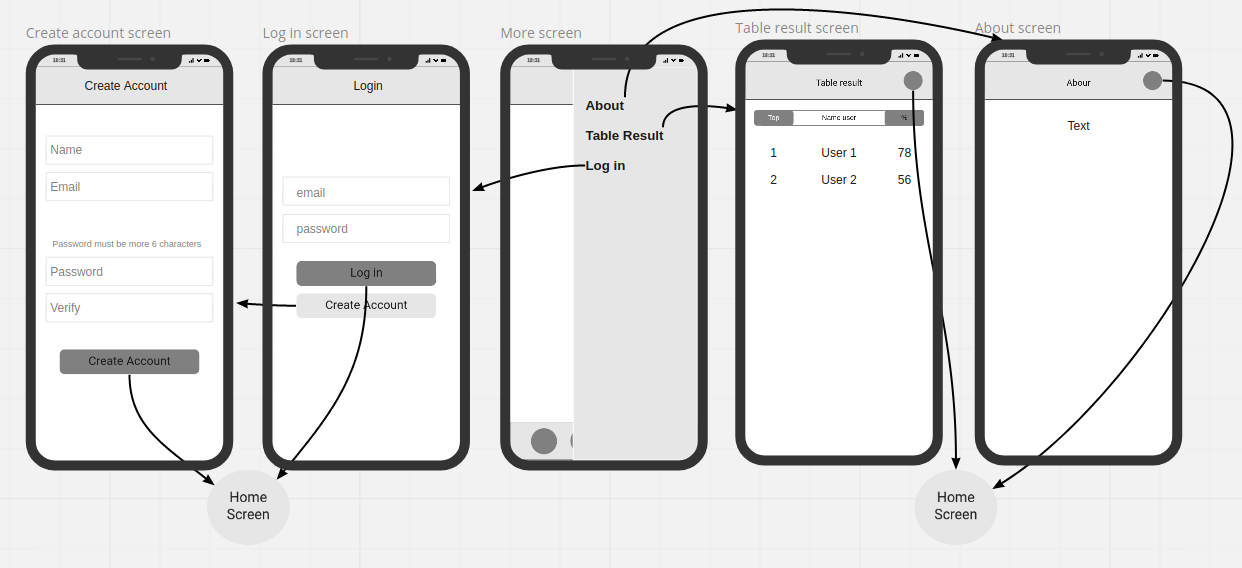 Create account screen
10:31
Create Account
Name
Email
Password must be more 6 characters
Password
Verify
Create Account
Log in screen
10:31
Login
email
password
Log in
Create Account
Home
Screen
More screen
10:31
About
Table Result
Log in
Table result screen
10:31
Table result
Top Name user %
1 User 1 78
2 User 2 56
About screen
10:31
Abour
Text
Home
Screen